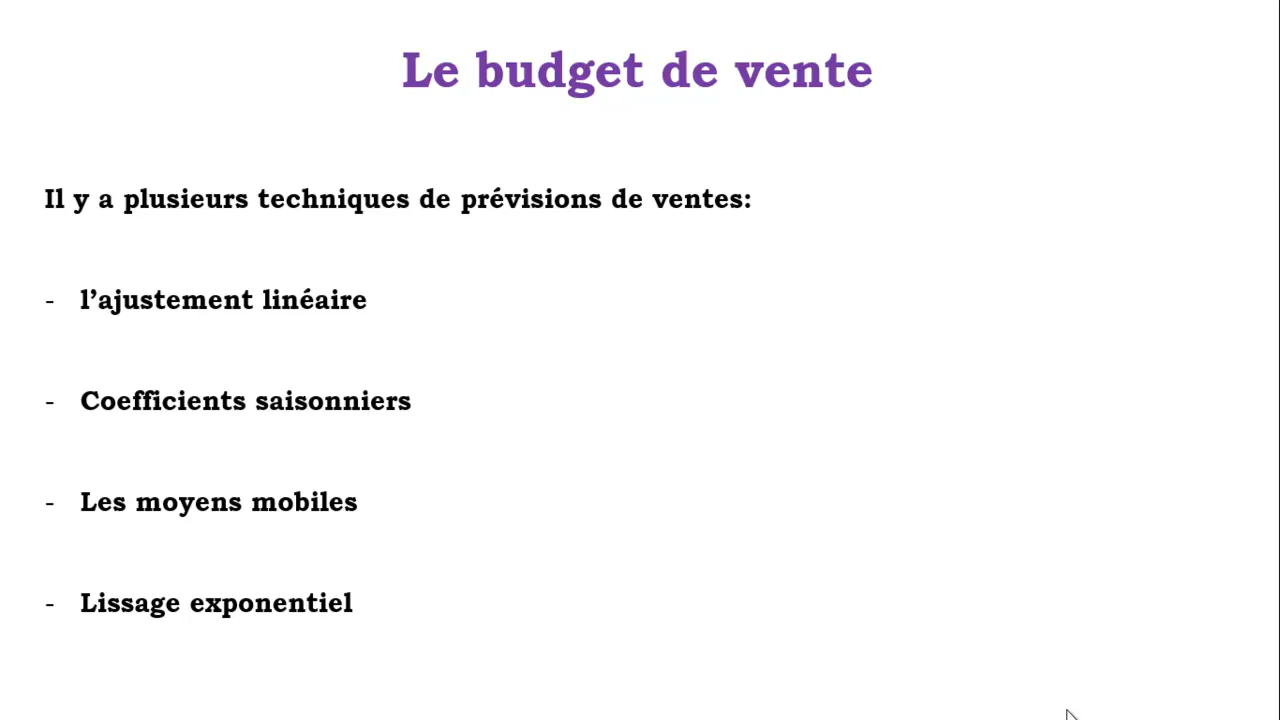 Le budget de vente
Il y a plusieurs techniques de prévisions de ventes:
- l’ajustement linéaire
- Coefficients saisonniers
- Les moyens mobiles
- Lissage exponentiel